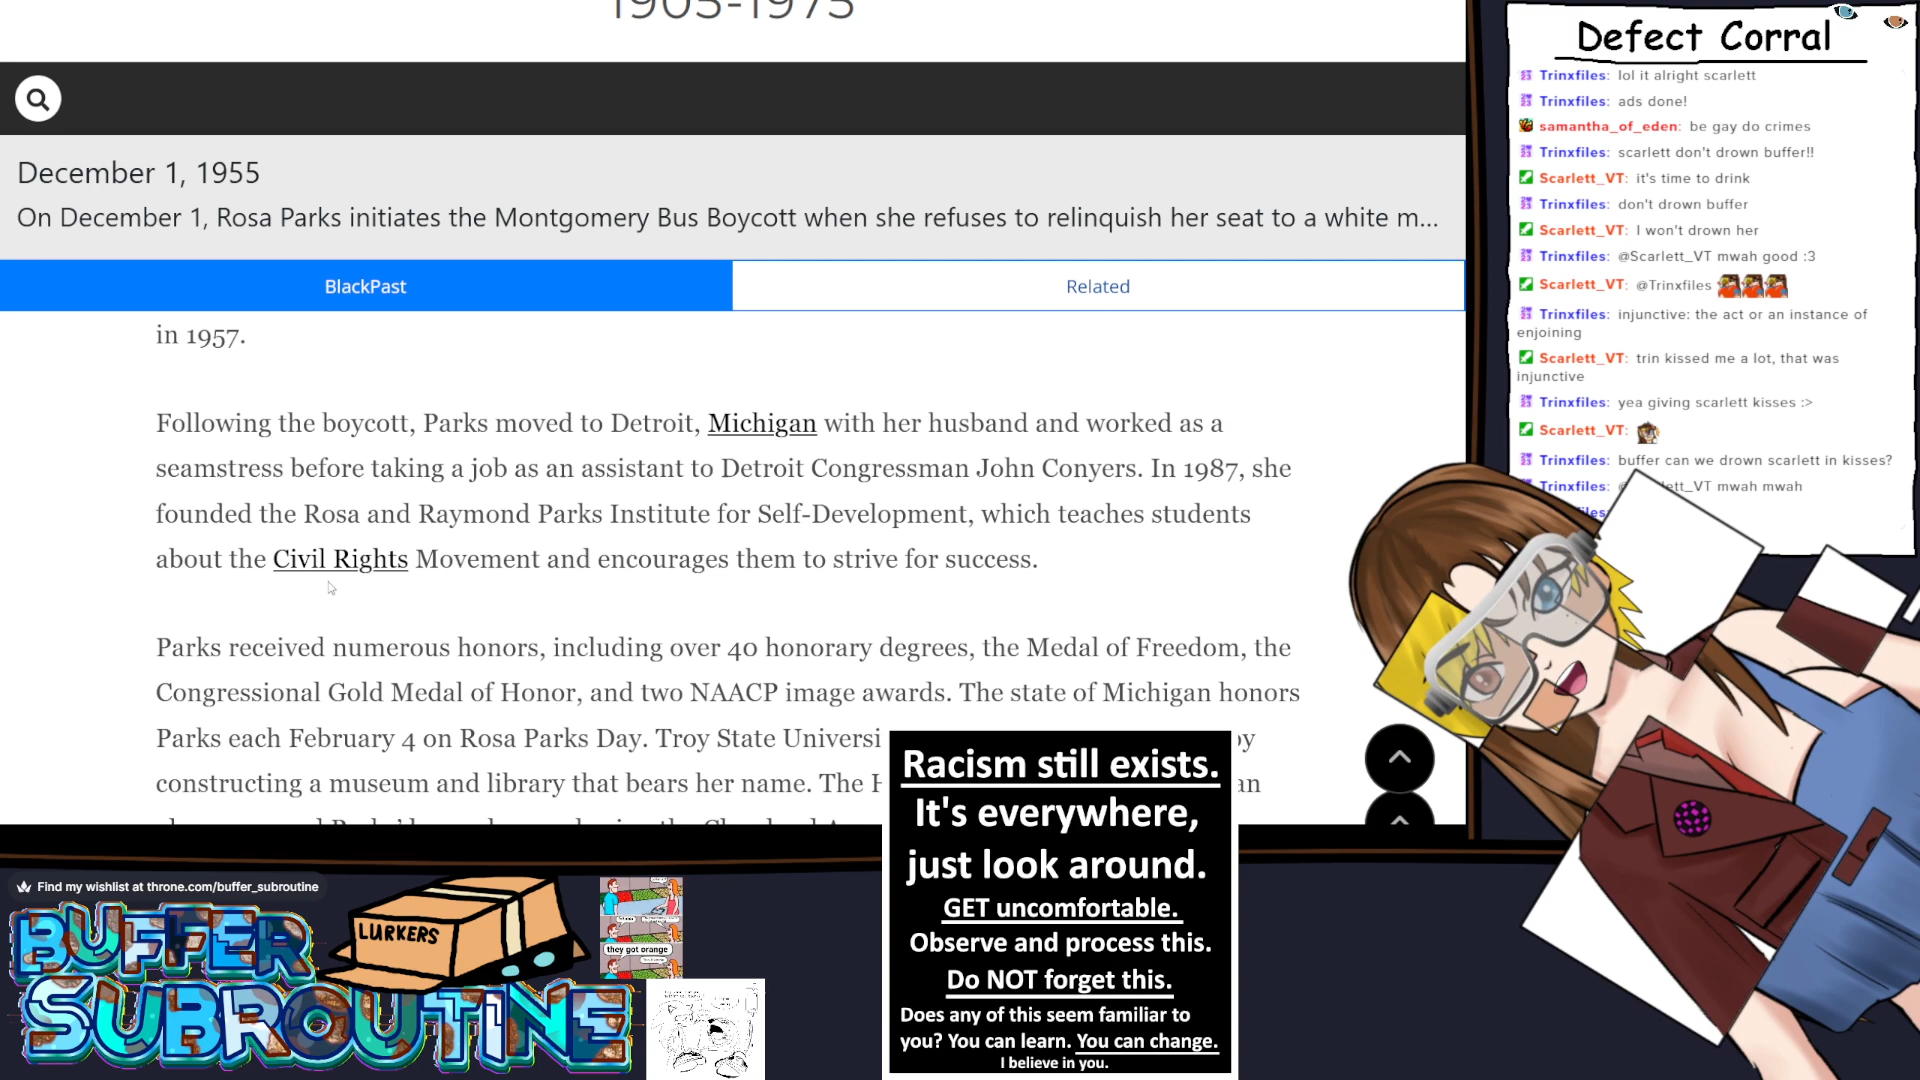 1905-1975
December 1, 1955
On December 1, Rosa Parks initiates the Montgomery Bus Boycott when she refuses to relinquish her seat to a white m...
BlackPast
Related
in 1957.
Following the boycott, Parks moved to Detroit, Michigan with her husband and worked as a
seamstress before taking a job as an assistant to Detroit Congressman John Conyers. In 1987, she
founded the Rosa and Raymond Parks Institute for Self-Development, which teaches students
about the Civil Rights Movement and encourages them to strive for success.
Parks received numerous honors, including over 40 honorary degrees, the Medal of Freedom, the
Congressional Gold Medal of Honor, and two NAACP image awards. The state of Michigan honors
Parks each February 4 on Rosa Parks Day. Troy State Universi
constructing a museum and library that bears her name. The H an
Defect Corral
Trinxfiles: lol it alright scarlett
Trinxfiles: ads done!
samantha_of_eden: be gay do crimes
Trinxfiles: scarlett don't drown buffer!!
Scarlett_VT: it's time to drink
Trinxfiles: don't drown buffer
Scarlett_VT: I won't drown her
Trinxfiles: @Scarlett_VT mwah good :3
Scarlett_VT: @Trinxfiles
Trinxfiles: injunctive: the act or an instance of
enjoining
Scarlett_VT: trin kissed me a lot, that was
injunctive
Trinxfiles: yea giving scarlett kisses :>
Scarlett_VT:
Trinxfiles: buffer can we drown scarlett in kisses?
Trinxfiles: lett_VT mwah mwah
Racism still exists.
It's everywhere,
just look around.
GET uncomfortable.
Observe and process this.
Do NOT forget this.
Does any of this seem familiar to
you? You can learn. You can change.
I believe in you.
Find my wishlist at throne.com/buffer_subroutine
BUFFER
SUBROUTINE
LURKERS
they got orange